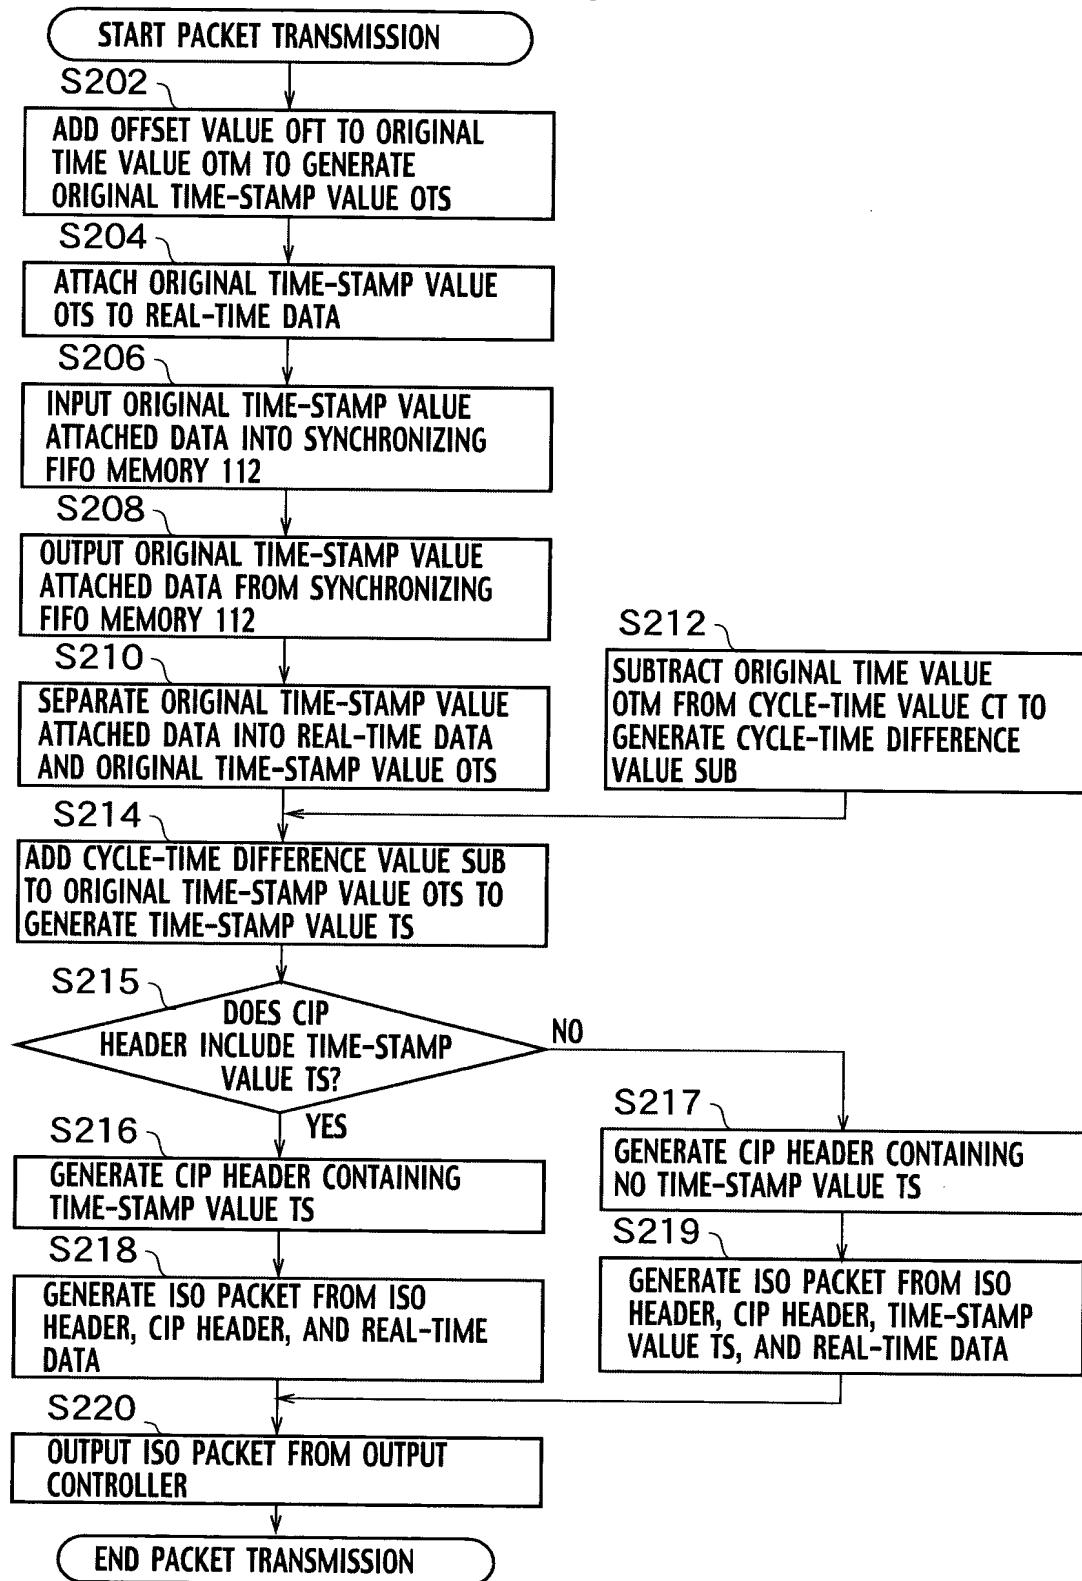 START PACKET TRANSMISSION
S202
ADD OFFSET VALUE OFT TO ORIGINAL
TIME VALUE OTM TO GENERATE
ORIGINAL TIME-STAMP VALUE OTS
S204
ATTACH ORIGINAL TIME-STAMP VALUE
OTS TO REAL-TIME DATA
S206
INPUT ORIGINAL TIME-STAMP VALUE
ATTACHED DATA INTO SYNCHRONIZING
FIFO MEMORY 112
S208
OUTPUT ORIGINAL TIME-STAMP VALUE
ATTACHED DATA FROM SYNCHRONIZING
FIFO MEMORY 112
S210
SEPARATE ORIGINAL TIME-STAMP VALUE
ATTACHED DATA INTO REAL-TIME DATA
AND ORIGINAL TIME-STAMP VALUE OTS
S212
SUBTRACT ORIGINAL TIME VALUE
OTM FROM CYCLE-TIME VALUE CT TO
GENERATE CYCLE-TIME DIFFERENCE
VALUE SUB
S214
ADD CYCLE-TIME DIFFERENCE VALUE SUB
TO ORIGINAL TIME-STAMP VALUE OTS TO
GENERATE TIME-STAMP VALUE TS
S215
DOES CIP
HEADER INCLUDE TIME-STAMP
VALUE TS?
NO
YES
S216
GENERATE CIP HEADER CONTAINING
TIME-STAMP VALUE TS
S217
GENERATE CIP HEADER CONTAINING
NO TIME-STAMP VALUE TS
S218
GENERATE ISO PACKET FROM ISO
HEADER, CIP HEADER, AND REAL-TIME
DATA
S219
GENERATE ISO PACKET FROM ISO
HEADER, CIP HEADER, TIME-STAMP
VALUE TS, AND REAL-TIME DATA
S220
OUTPUT ISO PACKET FROM OUTPUT
CONTROLLER
END PACKET TRANSMISSION